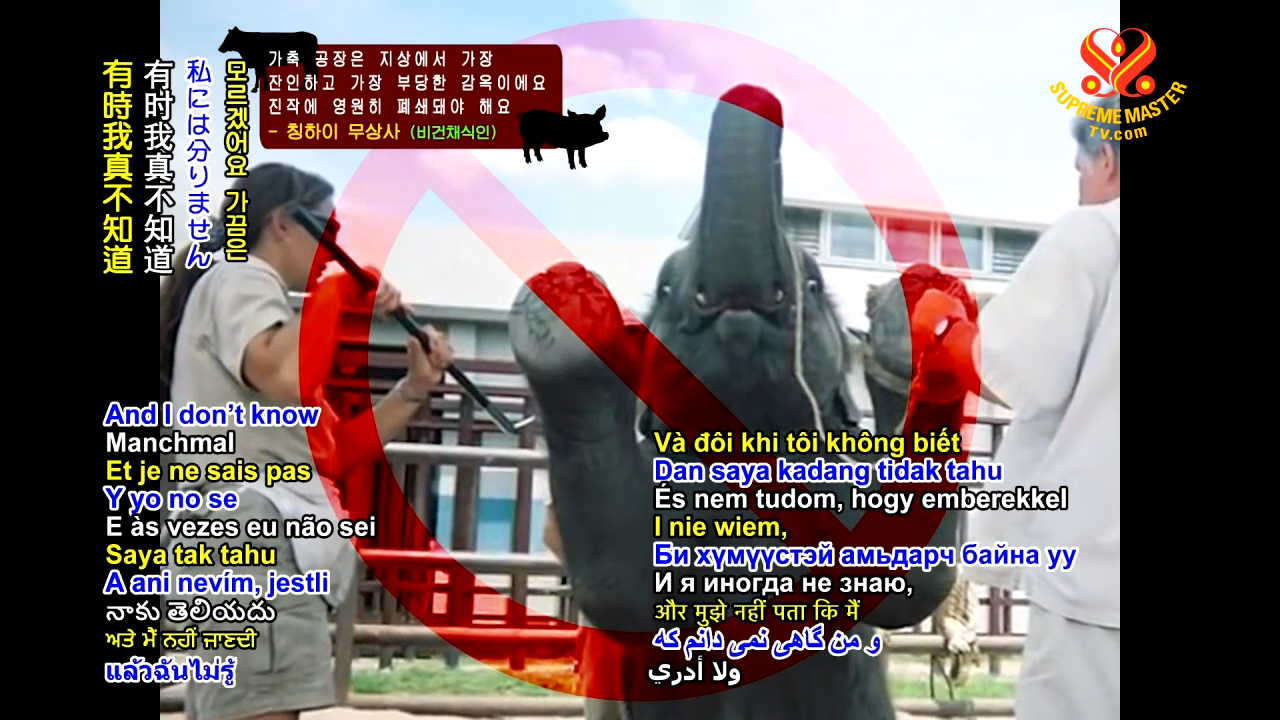 가축 공장은 지상에서 가장
잔인하고 가장 부당한 감옥이에요
진작에 영원히 폐쇄돼야 해요
- 칭하이 무상사 (비건채식인)
SUPREME MASTER
TV.com
有時我真不知道
有时我真不知道
私には分りません
모르겠어요 가끔은
And I don't know
Manchmal
Et je ne sais pas
Y yo no se
E às vezes eu não sei
Saya tak tahu
A ani nevím, jestli
నాకు తెలియదు
ਅਤੇ ਮੈਂ ਨਹੀਂ ਜਾਣਦੀ
แล้วฉันไม่รู้
Và đôi khi tôi không biết
Dan saya kadang tidak tahu
És nem tudom, hogy emberekkel
I nie wiem,
Би хүмүүстэй амьдарч байна уу
И я иногда не знаю,
और मुझे नहीं पता कि मैं
و من گاهی نمی دانم که
ولا أدري